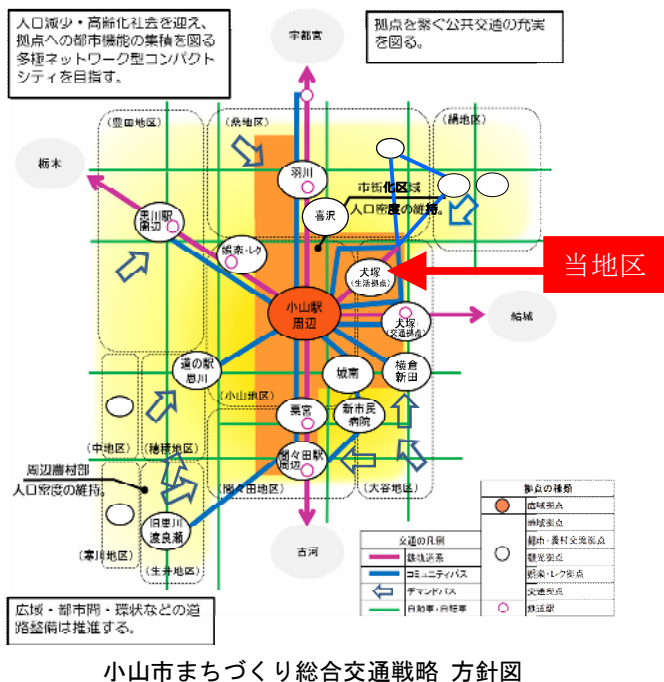 人口減少・高齢化社会を迎え、
拠点への都市機能の集積を図る
多極ネットワーク型コンパクト
シティを目指す。
拠点を繋ぐ公共交通の充実
を図る。
宇都宮
(豊田地区)
(桑地区)
(絹地区)
栃木
羽川
市街化区域
人口密度の維持。
喜沢
思川駅
周辺
娯楽・レク
犬塚
(生活拠点)
当地区
小山駅
周辺
犬塚
(交通拠点)
結城
道の駅
思川
城南
横倉
新田
(小山地区)
粟宮
新市民
病院
(中地区)
(穂積地区)
間々田駅
周辺
周辺農村部
人口密度の維持。
(間々田地区)
(大谷地区)
旧思川
渡良瀬
(寒川地区)
(生井地区)
古河
拠点の種類
広域拠点
地域拠点
都市・農村交流拠点
観光拠点
娯楽・レク拠点
交通拠点
鉄道駅
交通の凡例
鉄軌道系
コミュニティバス
デマンドバス
自動車・自転車
広域・都市間・環状などの道
路整備は推進する。
小山市まちづくり総合交通戦略 方針図